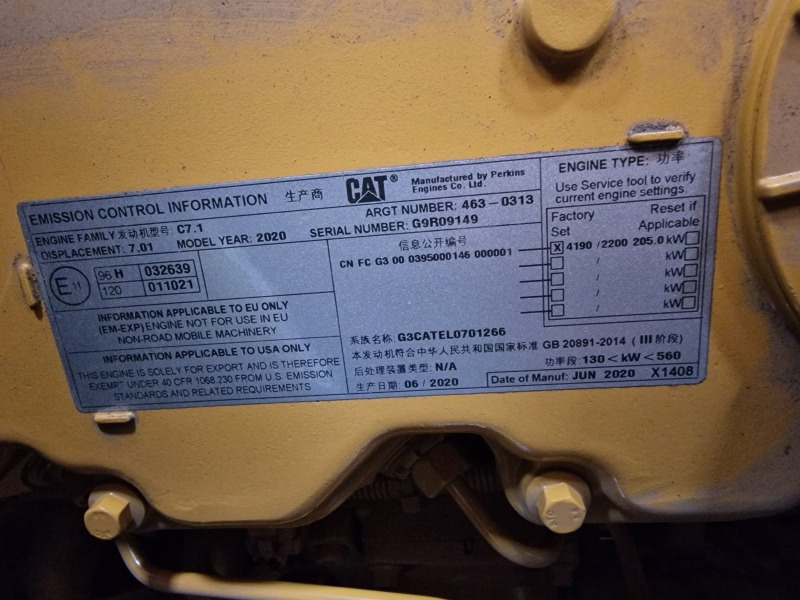 EMISSION CONTROL INFORMATION 生产商 CAT® Manufactured by Perkins
Engines Co. Ltd.
ENGINE FAMILY 发动机型号: C7.1 ARGT NUMBER: 463-0313
DISPLACEMENT: 7.01 MODEL YEAR: 2020 SERIAL NUMBER: G9R09149
E 11
96 H 032639
120 011021
INFORMATION APPLICABLE TO EU ONLY
(EM-EXP) ENGINE NOT FOR USE IN EU
NON-ROAD MOBILE MACHINERY
INFORMATION APPLICABLE TO USA ONLY
THIS ENGINE IS SOLELY FOR EXPORT AND IS THEREFORE
EXEMPT UNDER 40 CFR 1068.230 FROM U.S. EMISSION
STANDARDS AND RELATED REQUIREMENTS
信息公开编号
CN FC G3 00 0395000146 000001
系族名称: G3CATEL0701266
本发动机符合中华人民共和国国家标准 GB 20891-2014 (III阶段)
后处理装置类型: N/A 功率段: 130<kW<560
生产日期: 06/2020 Date of Manuf: JUN 2020 X1408
ENGINE TYPE: 功率
Use Service tool to verify
current engine settings.
Factory Reset if
Set Applicable
X 4190 /2200 205.0 kW
/ kW
/ kW
/ kW
/ kW